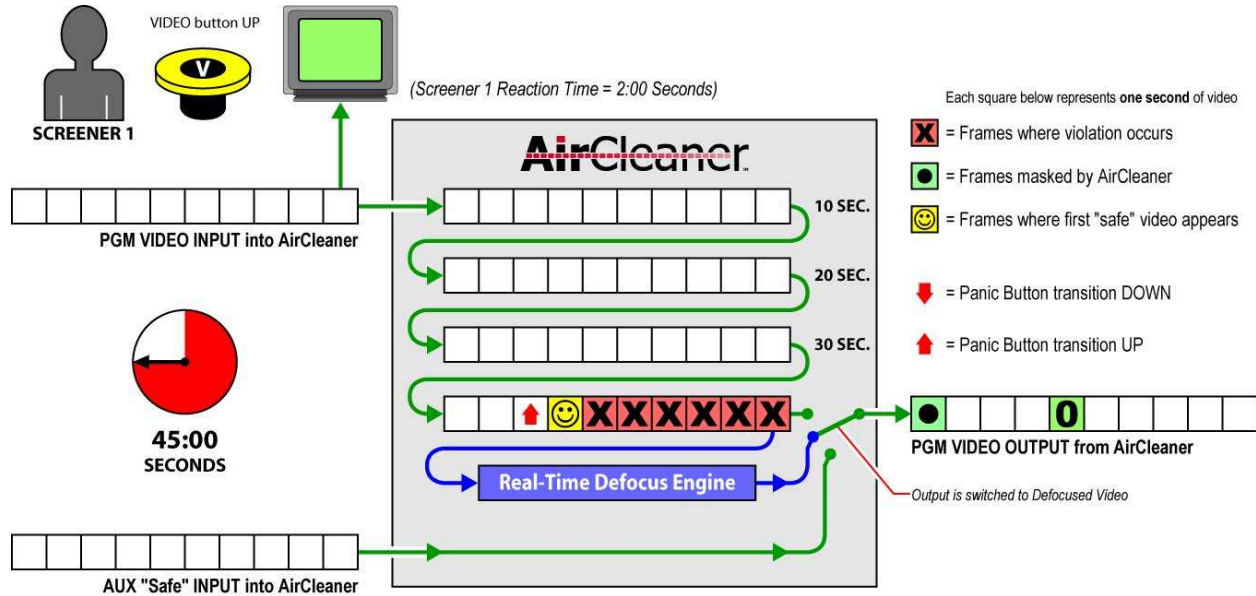 VIDEO button UP
V
SCREENER 1
(Screener 1 Reaction Time = 2:00 Seconds)
Each square below represents one second of video
X = Frames where violation occurs
= Frames masked by AirCleaner
= Frames where first "safe" video appears
= Panic Button transition DOWN
= Panic Button transition UP
AirCleaner™
PGM VIDEO INPUT into AirCleaner
10 SEC.
20 SEC.
30 SEC.
X X X X X X
45:00
SECONDS
Real-Time Defocus Engine
0
PGM VIDEO OUTPUT from AirCleaner
Output is switched to Defocused Video
AUX "Safe" INPUT into AirCleaner